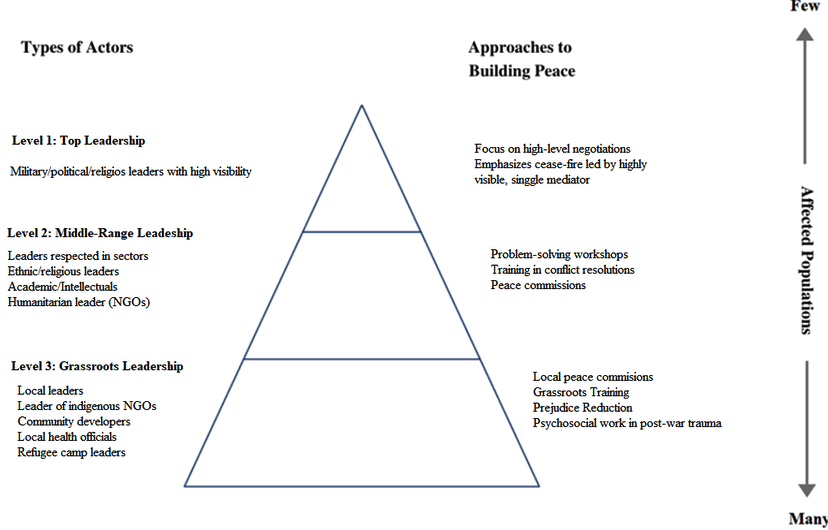 Few
Types of Actors
Approaches to
Building Peace
Level 1: Top Leadership
Military/political/religios leaders with high visibility
Focus on high-level negotiations
Emphasizes cease-fire led by highly
visible, singgle mediator
Affected Populations
Level 2: Middle-Range Leadeship
Leaders respected in sectors
Ethnic/religious leaders
Academic/Intellectuals
Humanitarian leader (NGOs)
Problem-solving workshops
Training in conflict resolutions
Peace commissions
Level 3: Grassroots Leadership
Local leaders
Leader of indigenous NGOs
Community developers
Local health officials
Refugee camp leaders
Local peace commisions
Grassroots Training
Prejudice Reduction
Psychosocial work in post-war trauma
Many